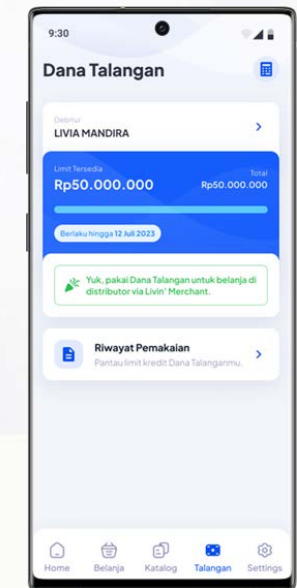 9:30
Dana Talangan
Debitur
LIVIA MANDIRA
Limit Tersedia
Total
Rp50.000.000
Rp50.000.000
Berlaku hingga 12 Juli 2023
Yuk, pakai Dana Talangan untuk belanja di
distributor via Livin' Merchant.
Riwayat Pemakaian
Pantau limit kredit Dana Talanganmu.
Home
Belanja
Katalog
Talangan
Settings